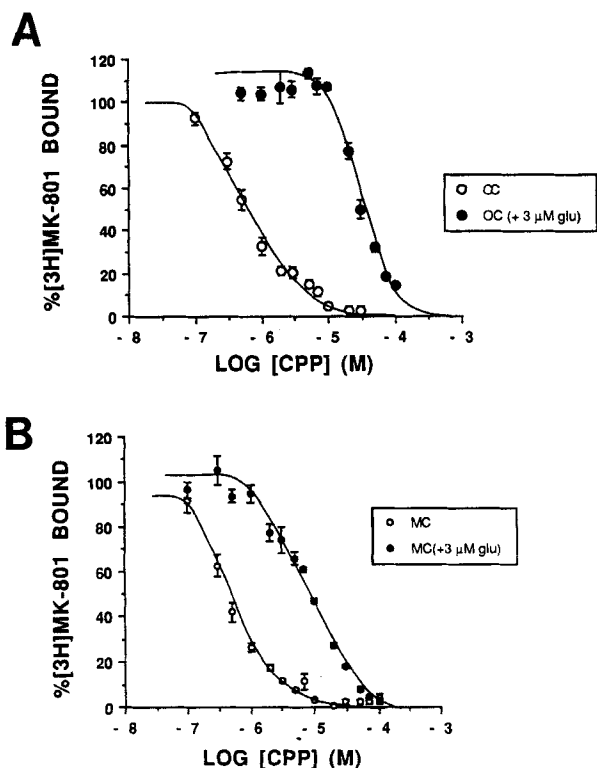 A
%[3H]MK-801 BOUND
120
100
80
60
40
20
0
- 8
- 7
- 6
- 5
- 4
- 3
LOG [CPP] (M)
OC
OC (+ 3 μM glu)
B
%[3H]MK-801 BOUND
120
100
80
60
40
20
0
- 8
- 7
- 6
- 5
- 4
- 3
LOG [CPP] (M)
MC
MC(+3 μM glu)